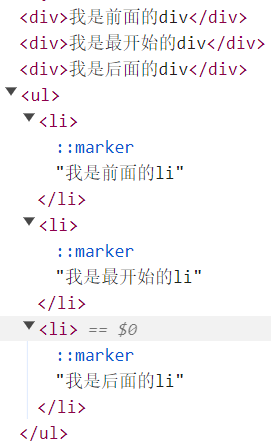 <div>我是前面的div</div>
<div>我是最开始的div</div>
<div>我是后面的div</div>
▼<ul>
▼<li>
::marker
"我是前面的li"
</li>
▼<li>
::marker
"我是最开始的li"
</li>
▼<li> == $0
::marker
"我是后面的li"
</li>
</ul>